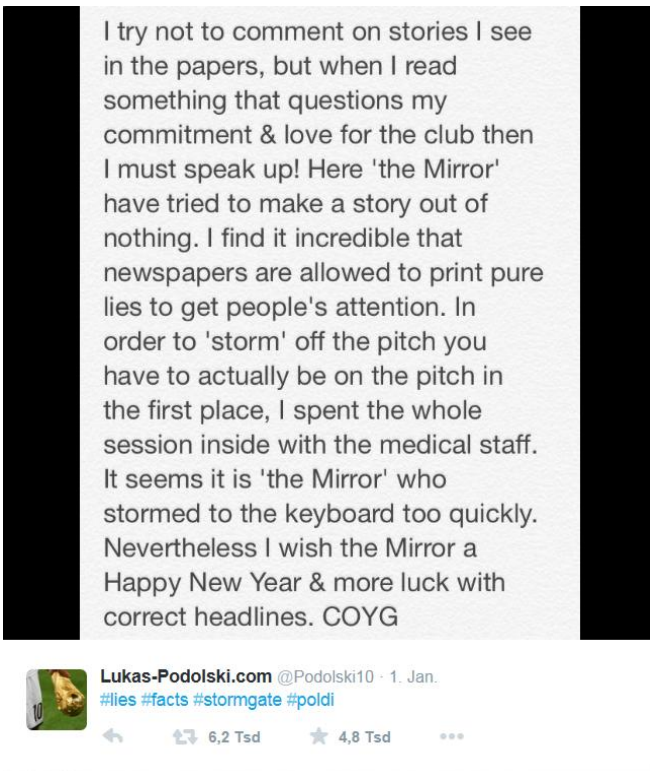 I try not to comment on stories I see
in the papers, but when I read
something that questions my
commitment & love for the club then
I must speak up! Here 'the Mirror'
have tried to make a story out of
nothing. I find it incredible that
newspapers are allowed to print pure
lies to get people's attention. In
order to 'storm' off the pitch you
have to actually be on the pitch in
the first place, I spent the whole
session inside with the medical staff.
It seems it is 'the Mirror' who
stormed to the keyboard too quickly.
Nevertheless I wish the Mirror a
Happy New Year & more luck with
correct headlines. COYG
Lukas-Podolski.com @Podolski10 · 1. Jan.
#lies #facts #stormgate #poldi
6,2 Tsd 4,8 Tsd
10